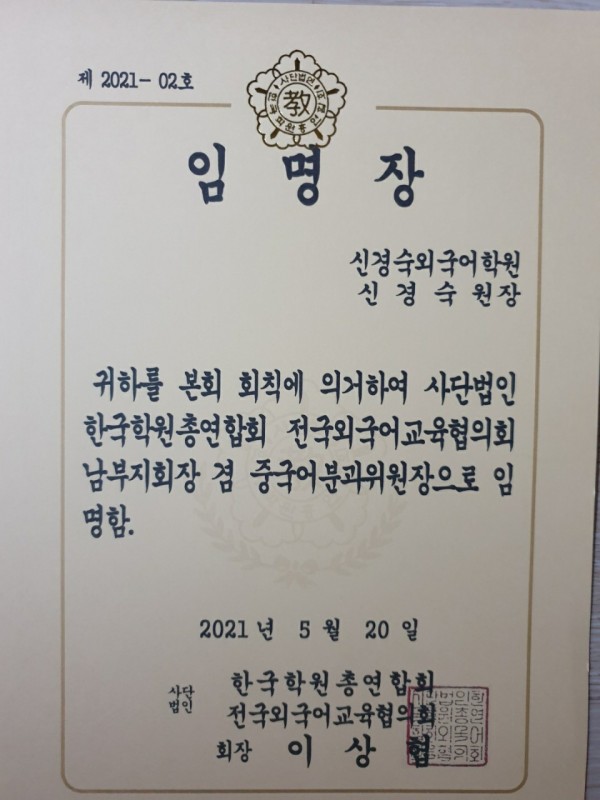 제 2021- 02호
教
임 명 장
신경숙외국어학원
신 경 숙 원장
귀하를 본회 회칙에 의거하여 사단법인
한국학원총연합회 전국외국어교육협의회
남부지회장 겸 중국어분과위원장으로 임
명함.
2021 년 5 월 20 일
사단
법인
한국학원총연합회
전국외국어교육협의회
회장 이 상 협